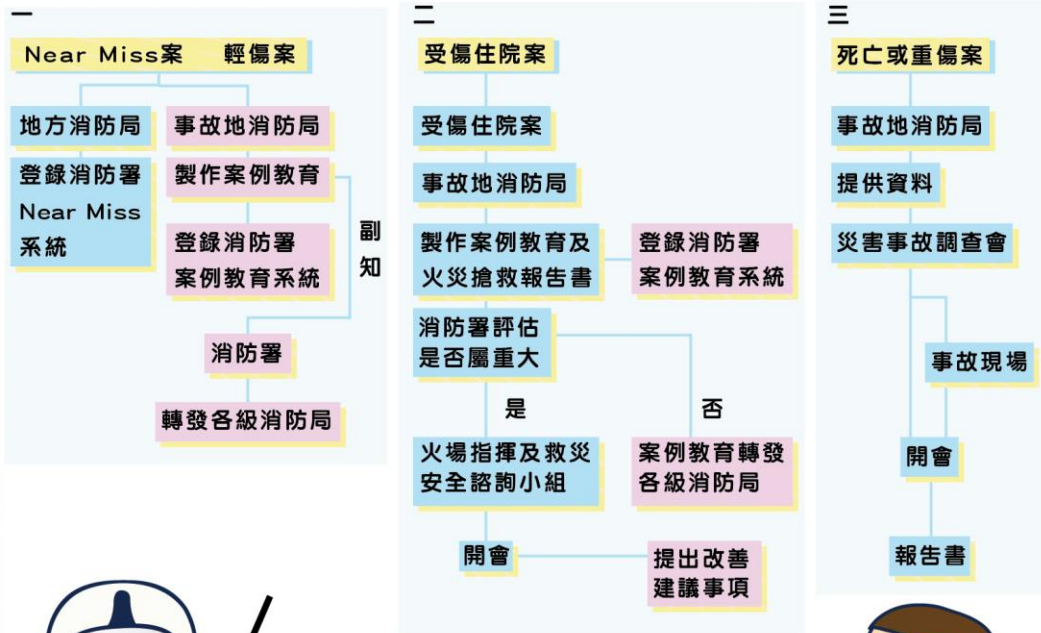 一
Near Miss案 輕傷案
地方消防局
登錄消防署
Near Miss
系統
事故地消防局
製作案例教育
登錄消防署
案例教育系統
副
知
消防署
轉發各級消防局
二
受傷住院案
受傷住院案
事故地消防局
製作案例教育及
火災搶救報告書
登錄消防署
案例教育系統
消防署評估
是否屬重大
是
否
火場指揮及救災
安全諮詢小組
案例教育轉發
各級消防局
開會
提出改善
建議事項
三
死亡或重傷案
事故地消防局
提供資料
災害事故調查會
事故現場
開會
報告書